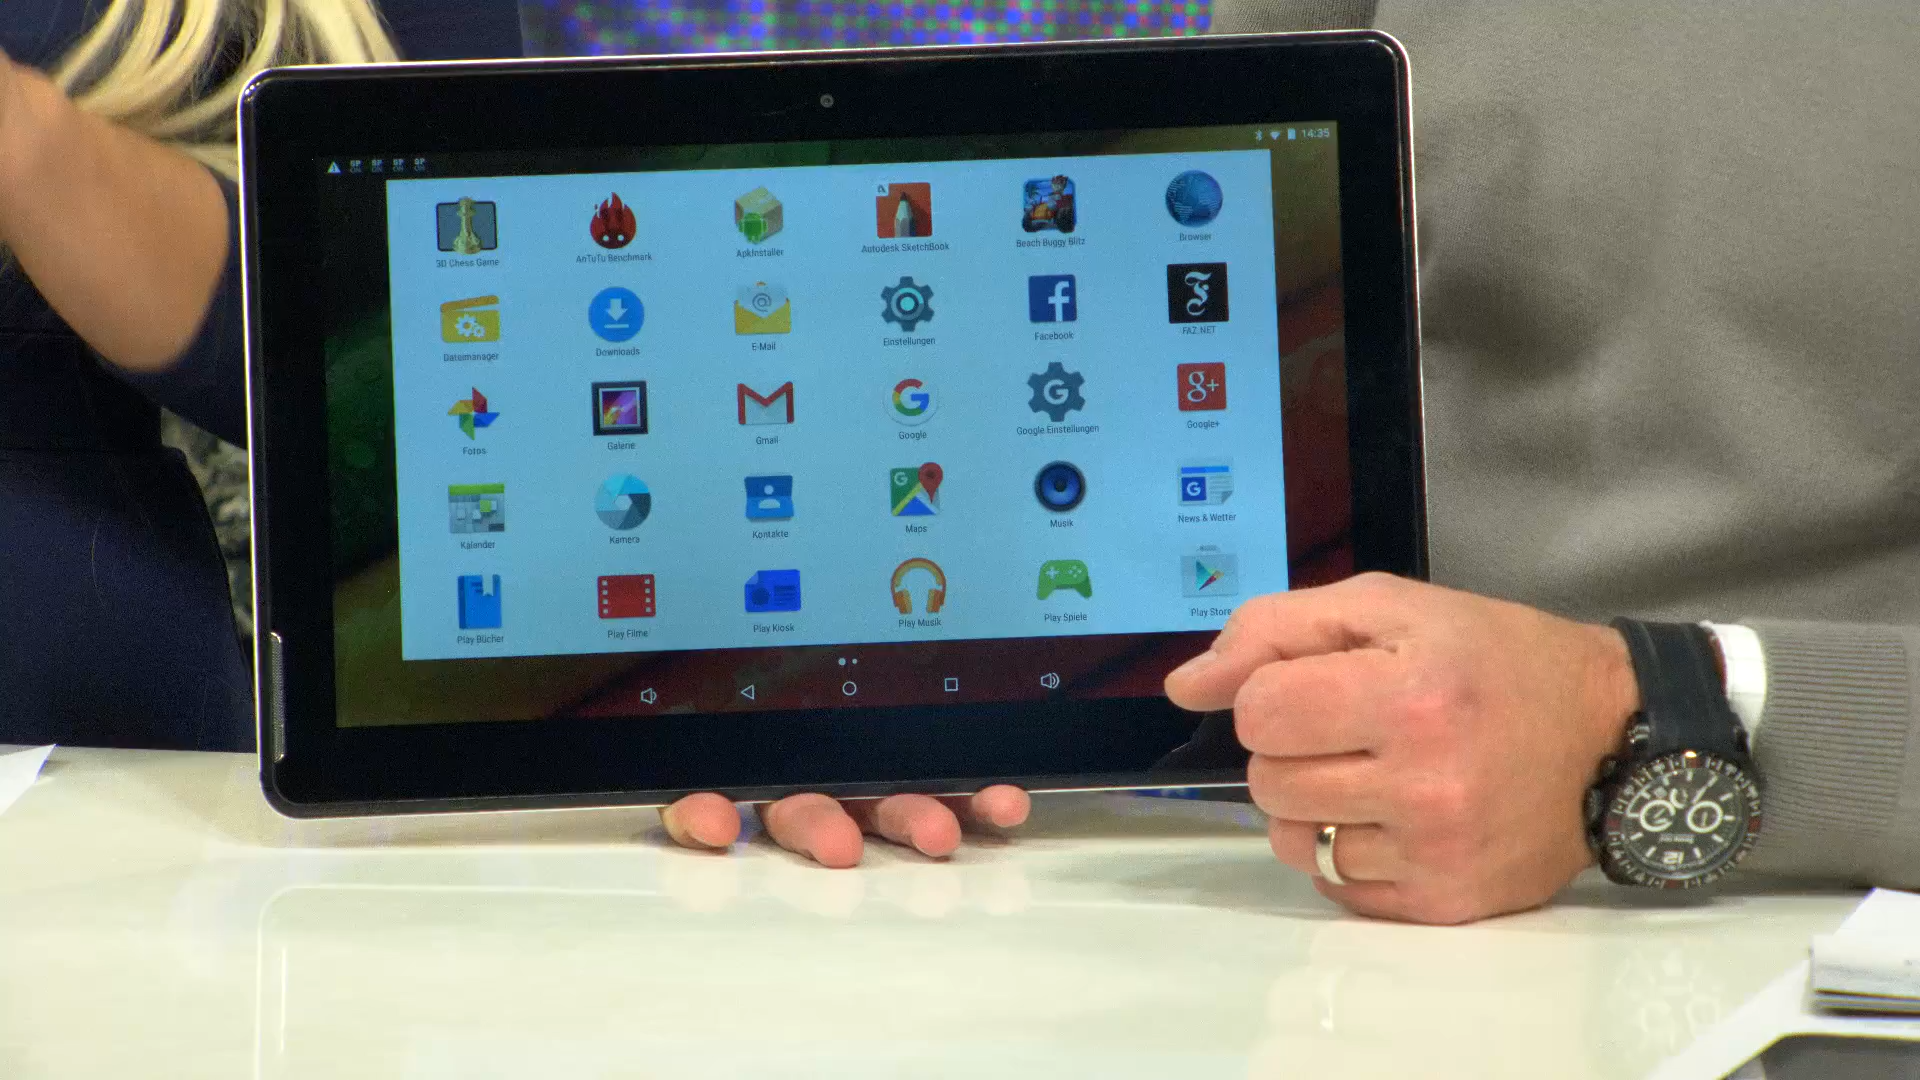 14:35
3D Chess Game
AnTuTu Benchmark
ApkInstaller
Autodesk SketchBook
Beach Buggy Blitz
Browser
Dateimanager
Downloads
E-Mail
Einstellungen
Facebook
FAZ.NET
Fotos
Galerie
Gmail
Google
Google Einstellungen
Google+
Kalender
Kamera
Kontakte
Maps
Musik
News & Wetter
Play Bücher
Play Filme
Play Kiosk
Play Musik
Play Spiele
Play Store
12